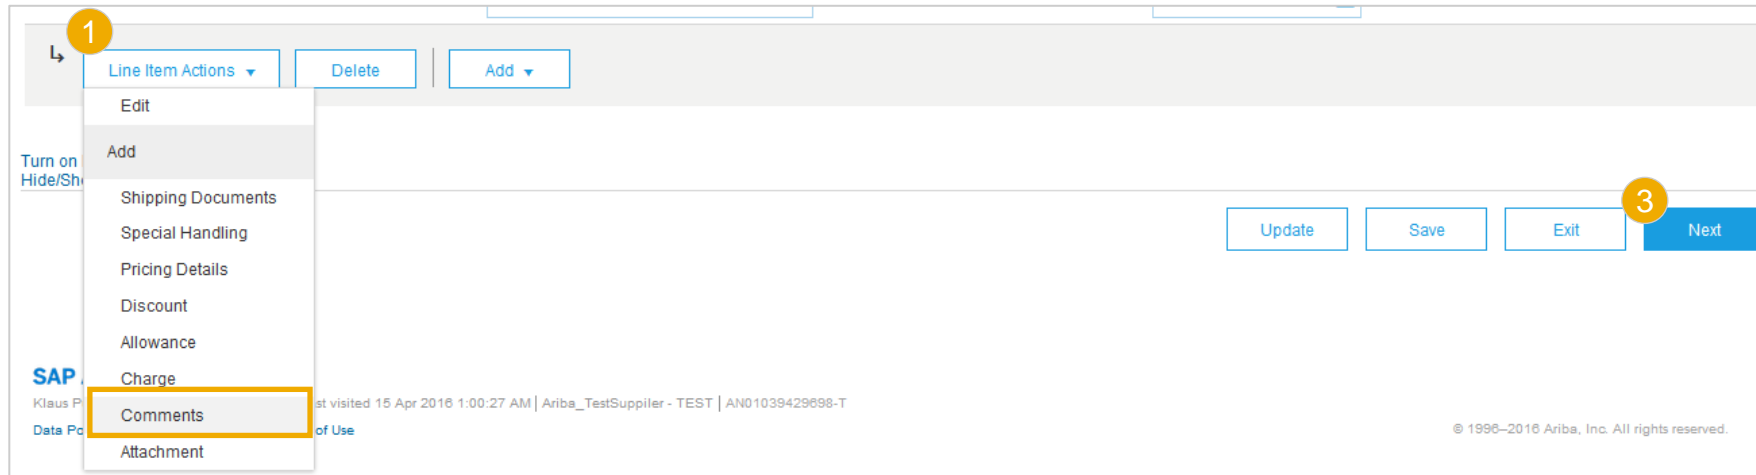 1
Line Item Actions Delete Add
Edit
Add
Turn on
Hide/Sh
Shipping Documents
3
Special Handling
Update Save Exit Next
Pricing Details
Discount
Allowance
SAP
Charge
Klaus P st visited 15 Apr 2016 1:00:27 AM | Ariba_TestSuppiler - TEST | AN01039429698-T
Comments
Data Po of Use
© 1996–2016 Ariba, Inc. All rights reserved.
Attachment